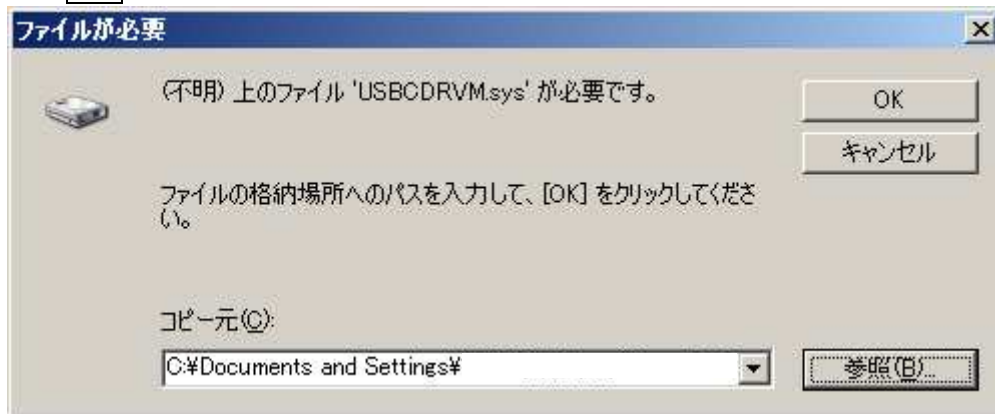 ファイルが必要
(不明) 上のファイル 'USBCDRVM.sys' が必要です。
OK
キャンセル
ファイルの格納場所へのパスを入力して、[OK] をクリックしてくださ
い。
コピー元(C):
C:¥Documents and Settings¥
参照(B)...